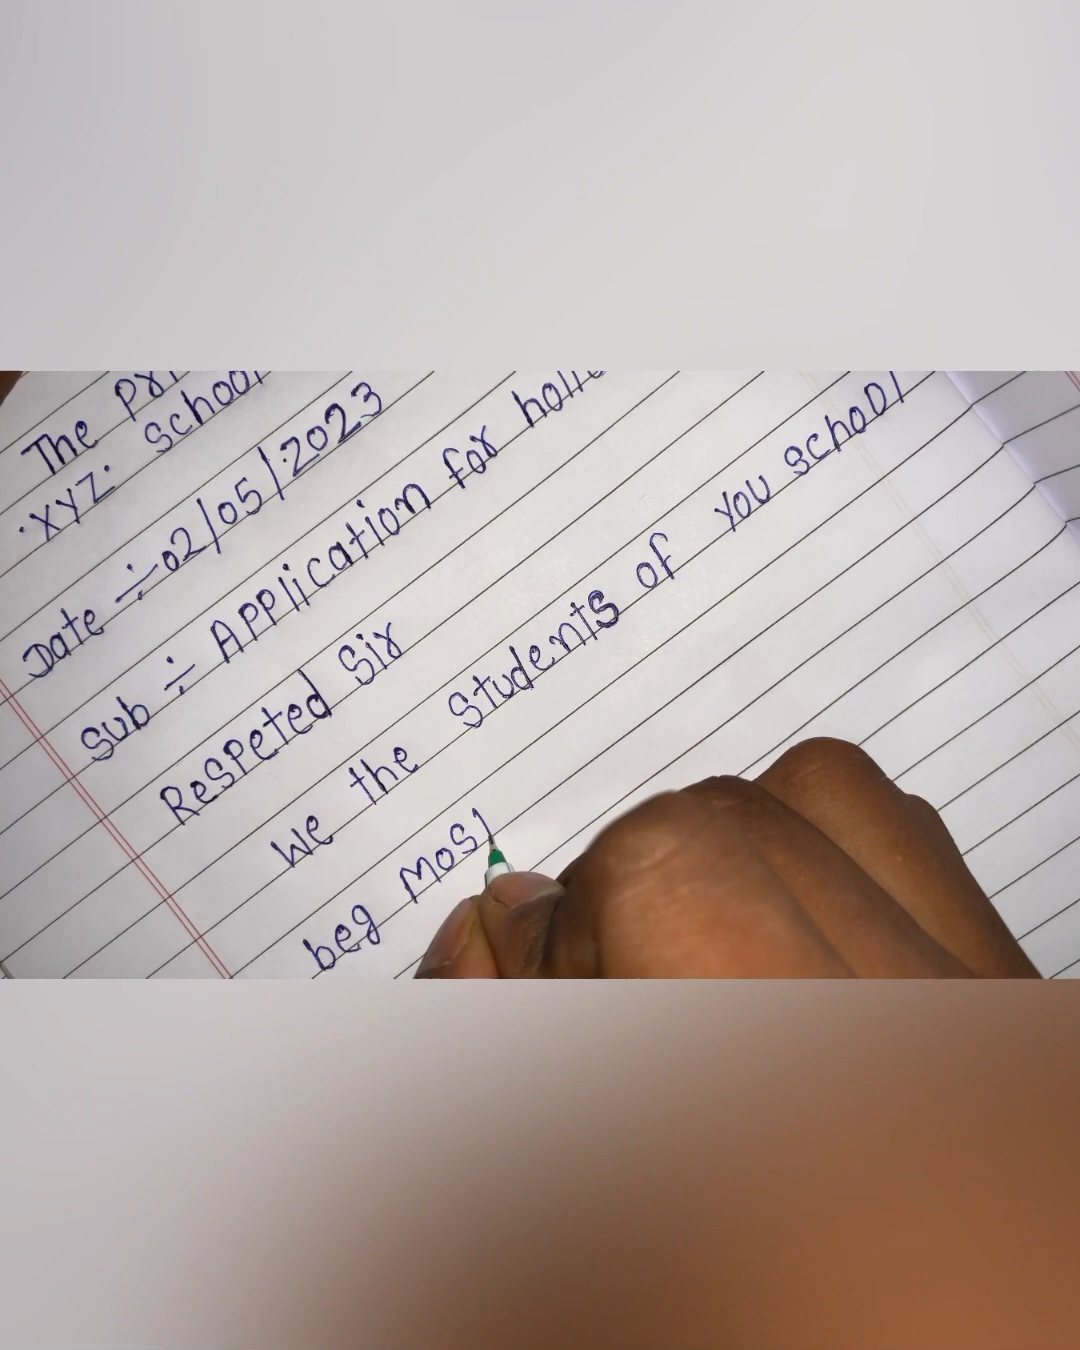 The
XYZ. School
Date ÷ 02/05/2023
Sub ÷ Application for
Respeted Sir
We the students of you school
beg Mos